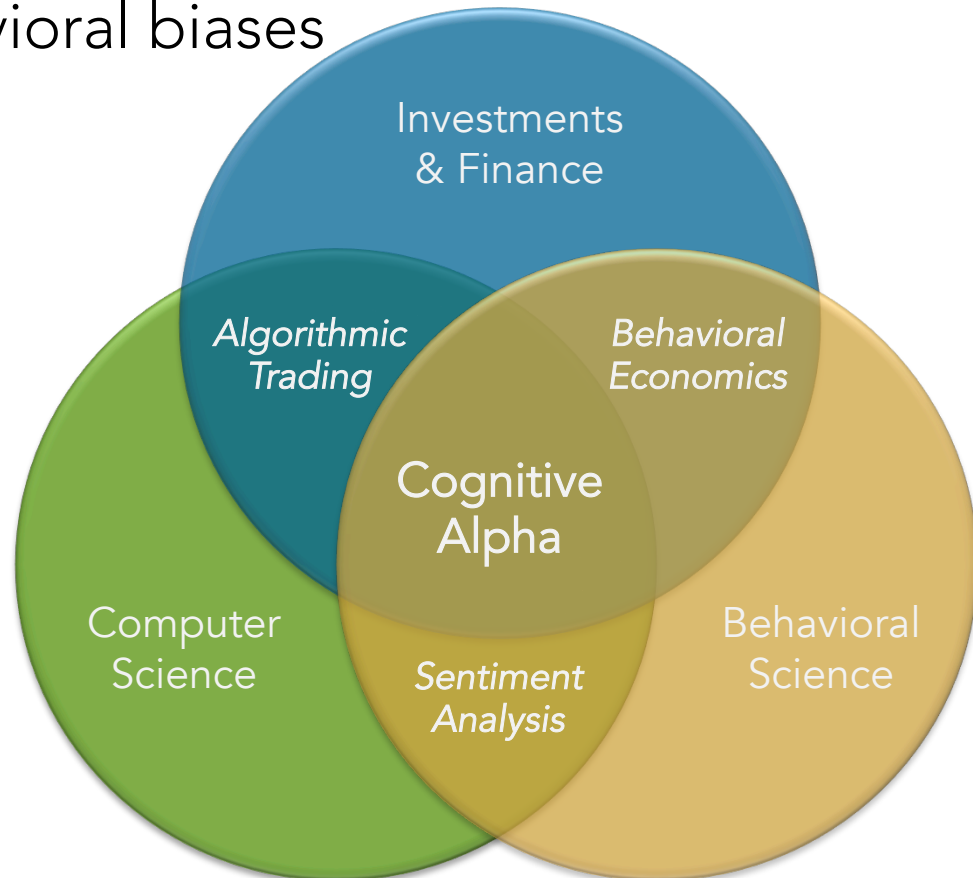 vioral biases
Investments
& Finance
Algorithmic
Trading
Behavioral
Economics
Cognitive
Alpha
Computer
Science
Behavioral
Science
Sentiment
Analysis